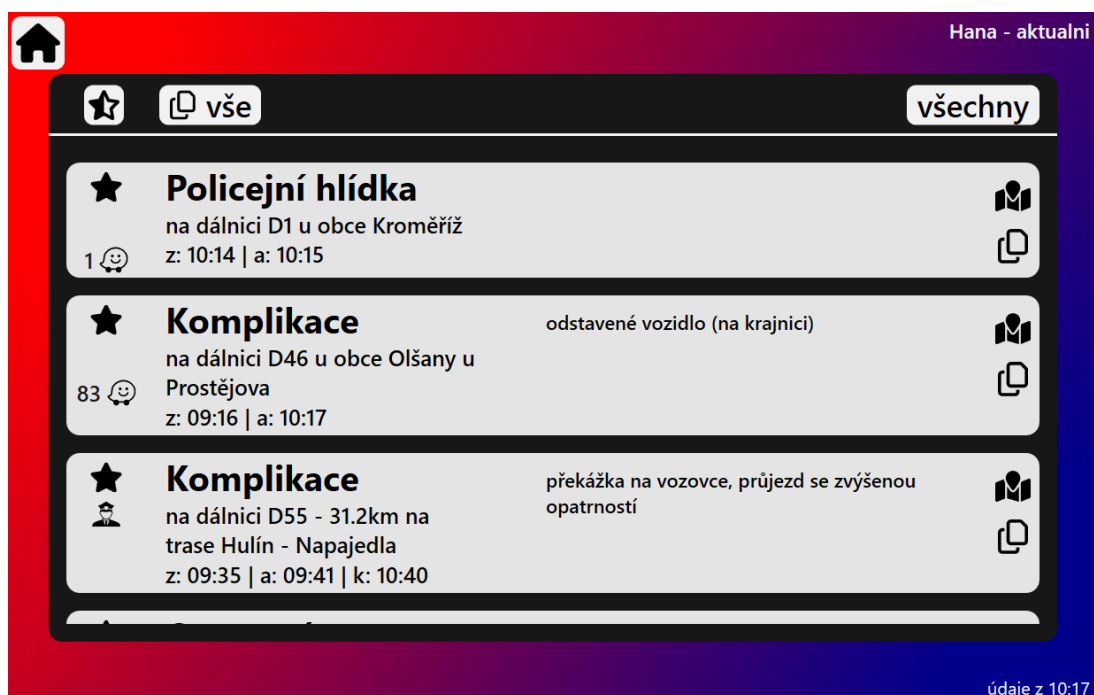 Hana - aktualni
vše
všechny
Policejní hlídka
na dálnici D1 u obce Kroměříž
z: 10:14 | a: 10:15
1
Komplikace
odstavené vozidlo (na krajnici)
na dálnici D46 u obce Olšany u
Prostějova
83
z: 09:16 | a: 10:17
Komplikace
překážka na vozovce, průjezd se zvýšenou
opatrností
na dálnici D55 - 31.2km na
trase Hulín - Napajedla
z: 09:35 | a: 09:41 | k: 10:40
údaje z 10:17